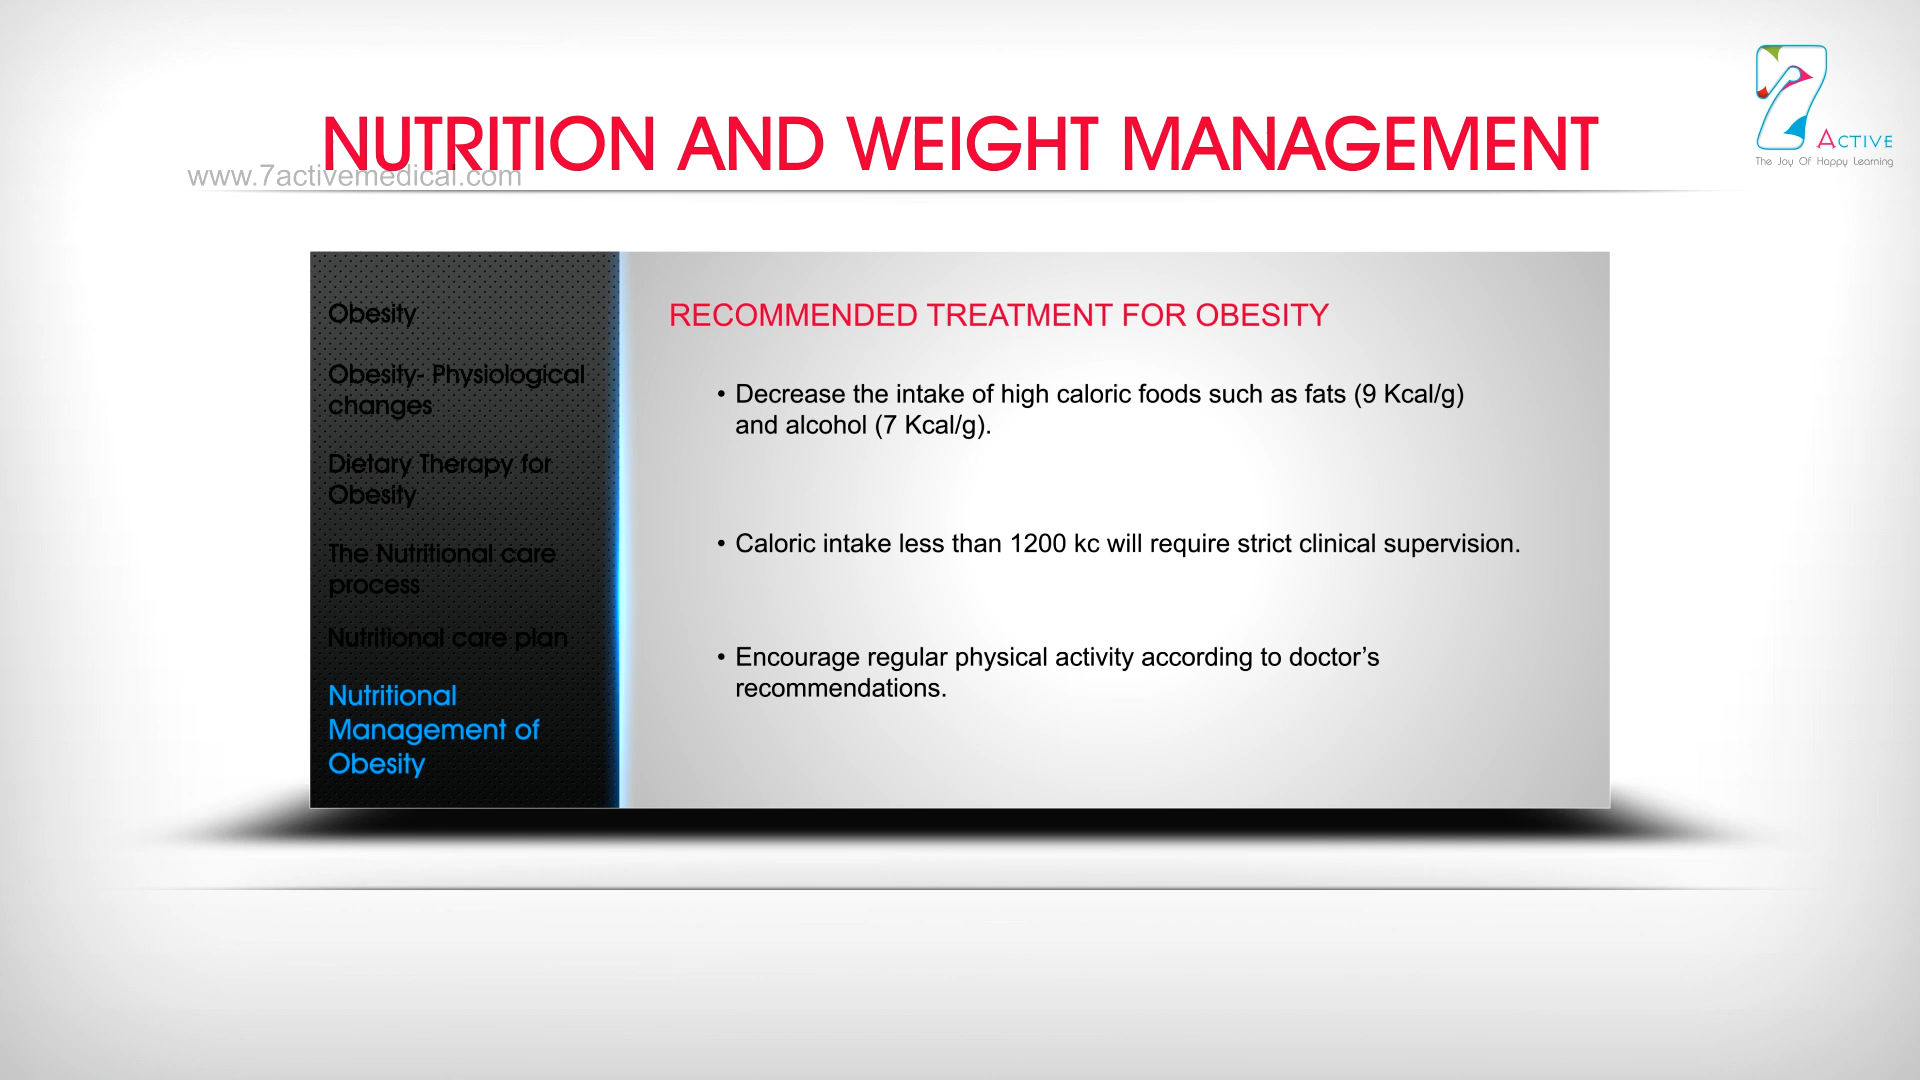 NUTRITION AND WEIGHT MANAGEMENT
www.7activemedical.com
ACTIVE
The Joy Of Happy Learning
Obesity
Obesity- Physiological
changes
Dietary Therapy for
Obesity
The Nutritional care
process
Nutritional care plan
Nutritional
Management of
Obesity
RECOMMENDED TREATMENT FOR OBESITY
• Decrease the intake of high caloric foods such as fats (9 Kcal/g)
and alcohol (7 Kcal/g).
• Caloric intake less than 1200 kc will require strict clinical supervision.
• Encourage regular physical activity according to doctor’s
recommendations.